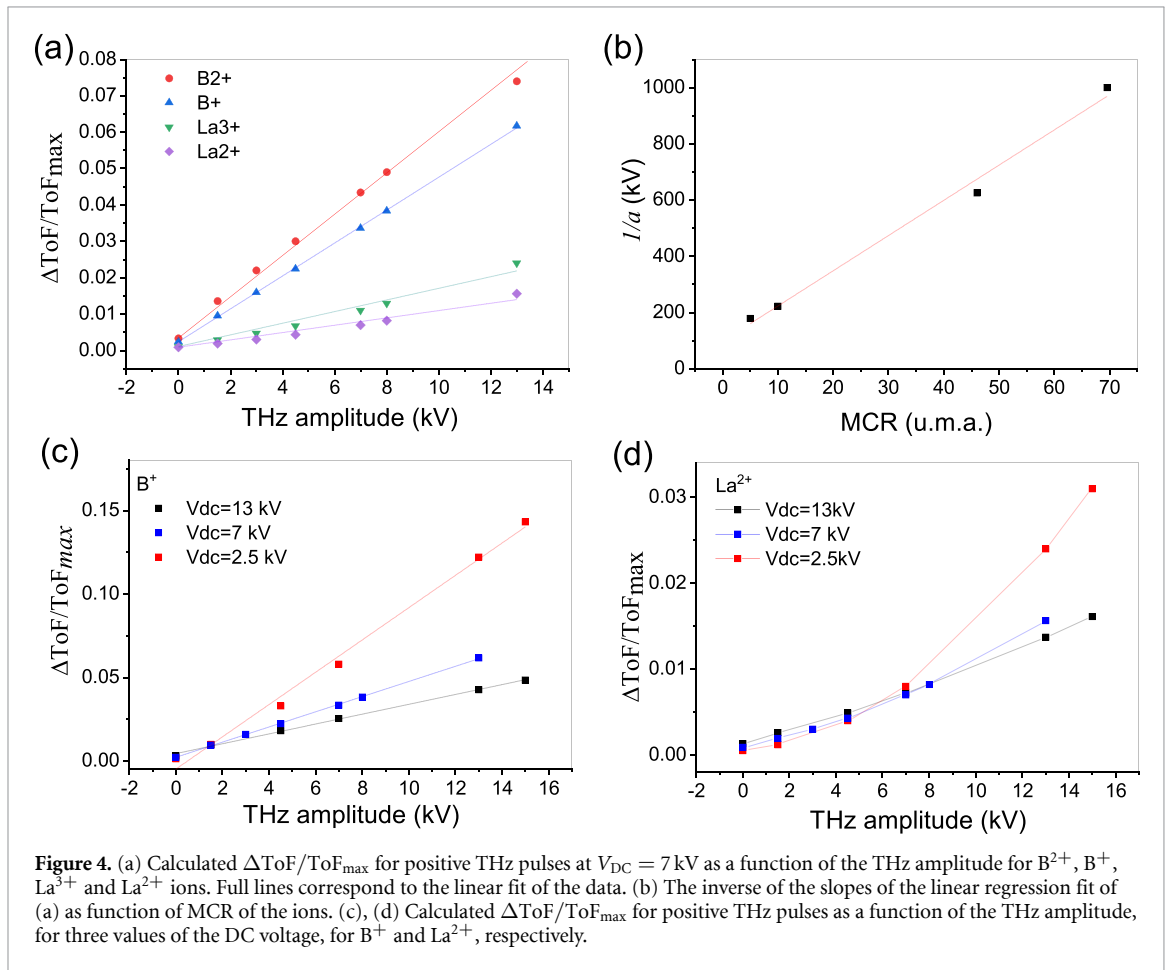 (a)
0.08
0.07
0.06
0.05
0.04
0.03
0.02
0.01
0.00
ΔToF/ToFmax
B2+
B+
La3+
La2+
-2 0 2 4 6 8 10 12 14
THz amplitude (kV)
(b)
1000
800
600
400
200
0
1/a (kV)
0 10 20 30 40 50 60 70
MCR (u.m.a.)
(c)
0.15
0.10
0.05
0.00
ΔToF/ToFmax
B⁺
Vdc=13 kV
Vdc=7 kV
Vdc=2.5 kV
-2 0 2 4 6 8 10 12 14 16
THz amplitude (kV)
(d)
0.03
0.02
0.01
0.00
ΔToF/ToFmax
La²⁺
Vdc=13kV
Vdc=7 kV
Vdc=2.5kV
-2 0 2 4 6 8 10 12 14 16
THz amplitude (kV)
Figure 4. (a) Calculated ΔToF/ToFmax for positive THz pulses at VDC = 7 kV as a function of the THz amplitude for B²⁺, B⁺,
La³⁺ and La²⁺ ions. Full lines correspond to the linear fit of the data. (b) The inverse of the slopes of the linear regression fit of
(a) as function of MCR of the ions. (c), (d) Calculated ΔToF/ToFmax for positive THz pulses as a function of the THz amplitude,
for three values of the DC voltage, for B⁺ and La²⁺, respectively.